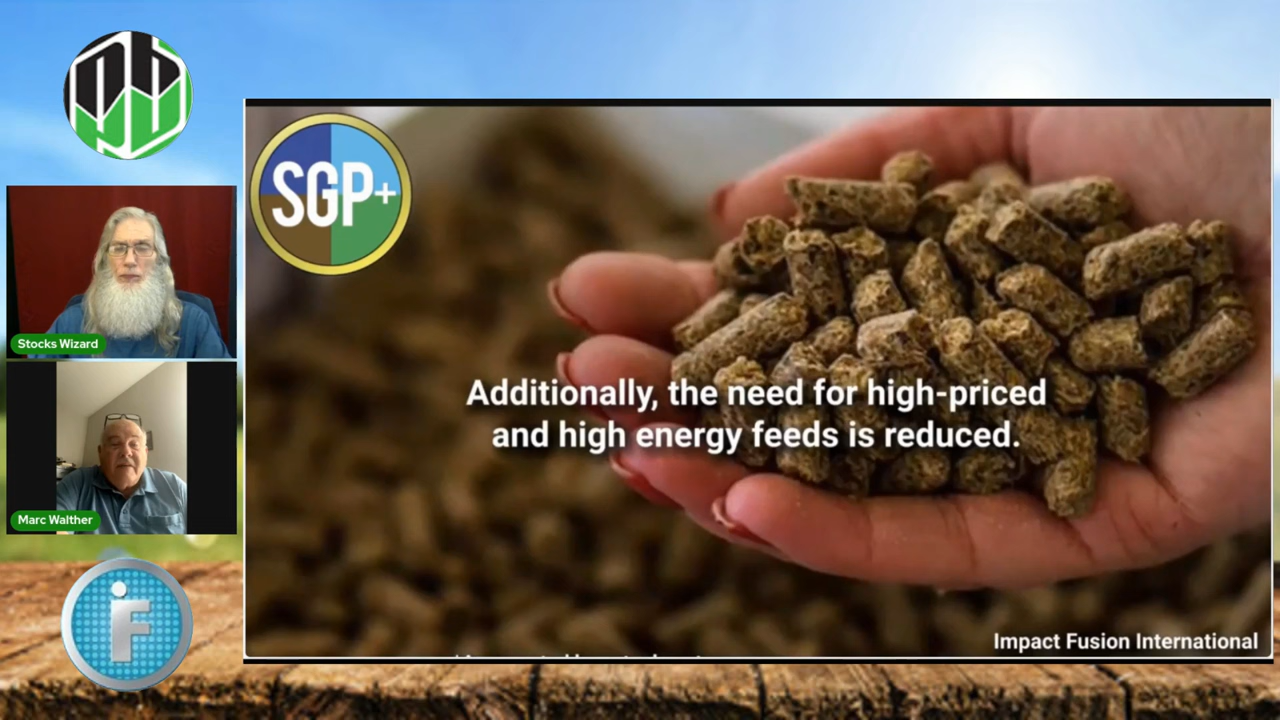 SGP+
Stocks Wizard
Additionally, the need for high-priced
and high energy feeds is reduced.
Marc Walther
iF
Impact Fusion International